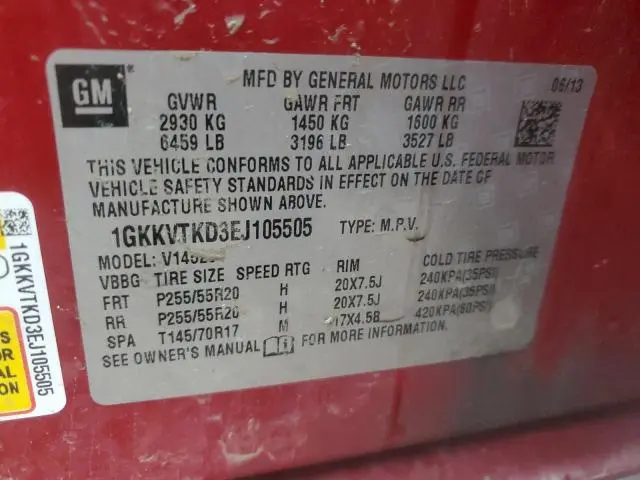 GM
MFD BY GENERAL MOTORS LLC 06/13
GVWR GAWR FRT GAWR RR
2930 KG 1450 KG 1600 KG
6459 LB 3196 LB 3527 LB
THIS VEHICLE CONFORMS TO ALL APPLICABLE U.S. FEDERAL MOTOR
VEHICLE SAFETY STANDARDS IN EFFECT ON THE DATE OF
MANUFACTURE SHOWN ABOVE.
1GKKVTKD3EJ105505 TYPE: M.P.V.
MODEL:
VBBG TIRE SIZE SPEED RTG RIM COLD TIRE PRESSURE
FRT P255/55R20 H 20X7.5J 240KPA(35PSI)
RR P255/55R20 H 20X7.5J 240KPA(35PSI)
SPA T145/70R17 M 420KPA(60PSI)
SEE OWNER'S MANUAL FOR MORE INFORMATION.
1GKKVTKD3EJ105505